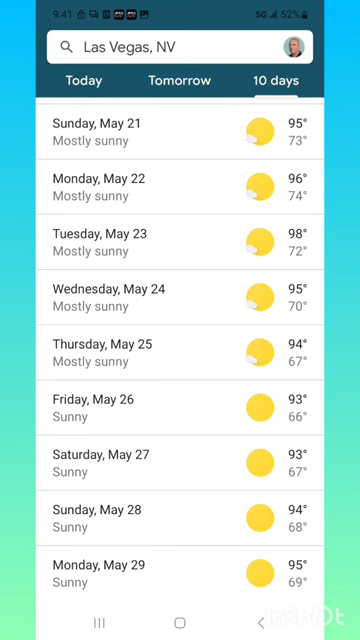 9:41
5G 52%
Las Vegas, NV
Today Tomorrow 10 days
Sunday, May 21 95°
Mostly sunny 73°
Monday, May 22 96°
Mostly sunny 74°
Tuesday, May 23 98°
Mostly sunny 72°
Wednesday, May 24 95°
Mostly sunny 70°
Thursday, May 25 94°
Mostly sunny 67°
Friday, May 26 93°
Sunny 66°
Saturday, May 27 93°
Sunny 67°
Sunday, May 28 94°
Sunny 68°
Monday, May 29 95°
Sunny 69°
InShOt